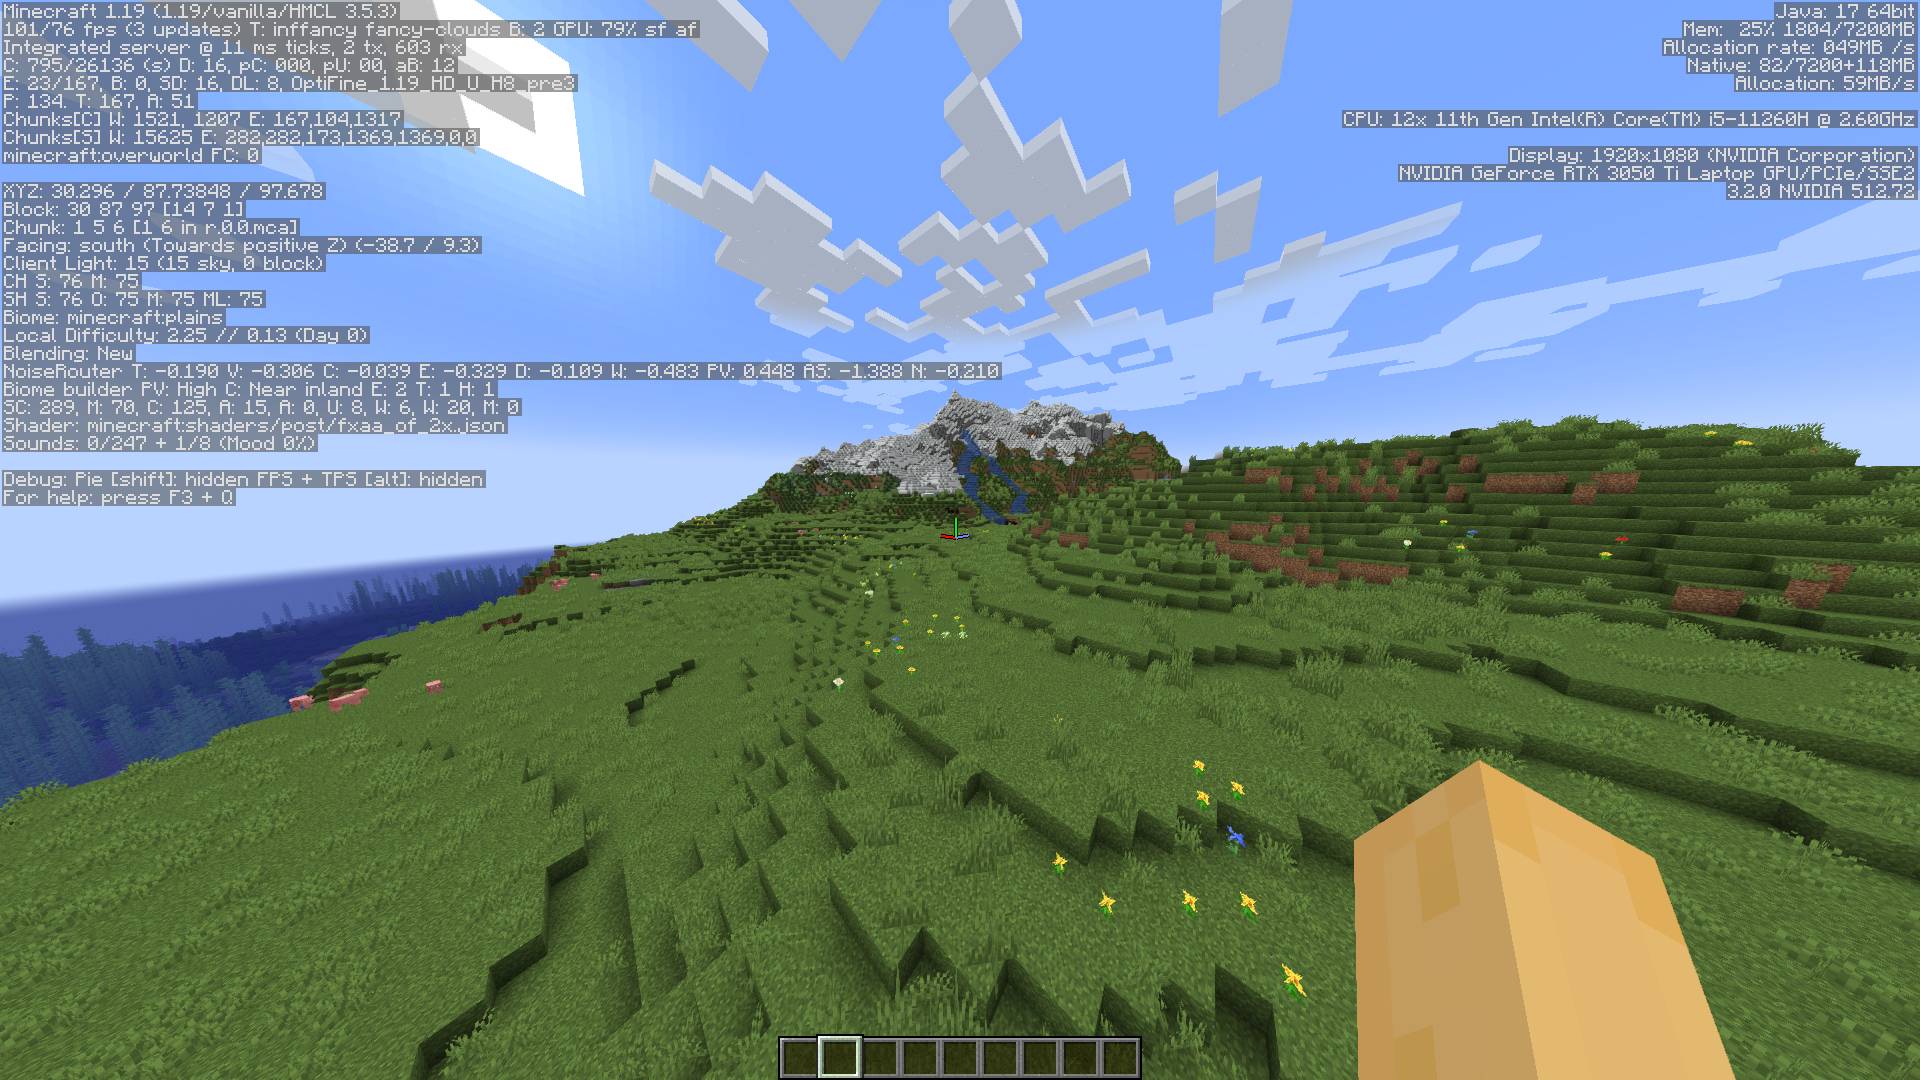 Minecraft 1.19 (1.19/vanilla/HMCL 3.5.3)
101/76 fps (3 updates) T: inffancy fancy-clouds B: 2 GPU: 79% sf af
Integrated server @ 11 ms ticks, 2 tx, 603 rx
C: 795/26136 (s) D: 16, pC: 000, pU: 00, aB: 12
E: 23/167, B: 0, SD: 16, DL: 8, OptiFine_1.19_HD_U_H8_pre3
P: 134. T: 167, A: 51
Chunks[C] W: 1521, 1207 E: 167,104,1317
Chunks[S] W: 15625 E: 282,282,173,1369,1369,0,0
minecraft:overworld FC: 0
XYZ: 30.296 / 87.73848 / 97.678
Block: 30 87 97 [14 7 1]
Chunk: 1 5 6 [1 6 in r.0.0.mca]
Facing: south (Towards positive Z) (-38.7 / 9.3)
Client Light: 15 (15 sky, 0 block)
CH S: 76 M: 75
SH S: 76 O: 75 M: 75 ML: 75
Biome: minecraft:plains
Local Difficulty: 2.25 // 0.13 (Day 0)
Blending: New
NoiseRouter T: -0.190 V: -0.306 C: -0.039 E: -0.329 D: -0.109 W: -0.483 PV: 0.448 AS: -1.388 N: -0.210
Biome builder PV: High C: Near inland E: 2 T: 1 H: 1
SC: 289, M: 70, C: 125, A: 15, A: 0, U: 8, W: 6, W: 20, M: 0
Shader: minecraft:shaders/post/fxaa_of_2x.json
Sounds: 0/247 + 1/8 (Mood 0%)
Debug: Pie [shift]: hidden FPS + TPS [alt]: hidden
For help: press F3 + Q
Java: 17 64bit
Mem: 25% 1804/7200MB
Allocation rate: 049MB /s
Native: 82/7200+118MB
Allocation: 59MB/s
CPU: 12x 11th Gen Intel(R) Core(TM) i5-11260H @ 2.60GHz
Display: 1920x1080 (NVIDIA Corporation)
NVIDIA GeForce RTX 3050 Ti Laptop GPU/PCIe/SSE2
3.2.0 NVIDIA 512.72